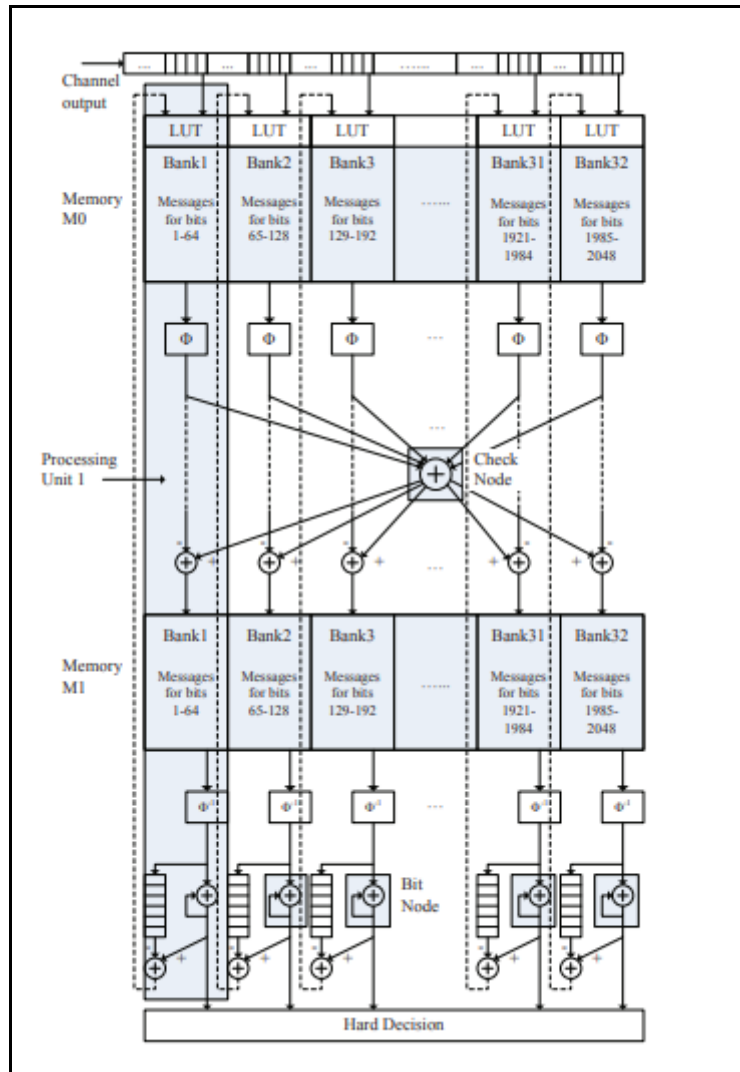 ... ... ... ...... ... ...
Channel
output
LUT LUT LUT LUT LUT
Memory
M0
Bank1 Bank2 Bank3 Bank31 Bank32
Messages Messages Messages ...... Messages Messages
for bits for bits for bits for bits for bits
1-64 65-128 129-192 1921- 1985-
1984 2048
Φ Φ Φ ... Φ Φ
...
Processing
Unit 1
+
Check
Node
- - - - -
+ + + + + ... + + + + +
Memory
M1
Bank1 Bank2 Bank3 Bank31 Bank32
Messages Messages Messages ...... Messages Messages
for bits for bits for bits for bits for bits
1-64 65-128 129-192 1921- 1985-
1984 2048
Φ-1 Φ-1 Φ-1 ... Φ-1 Φ-1
Bit
Node
+ + + ... + +
- - - - -
+ + + + + + + + + +
Hard Decision